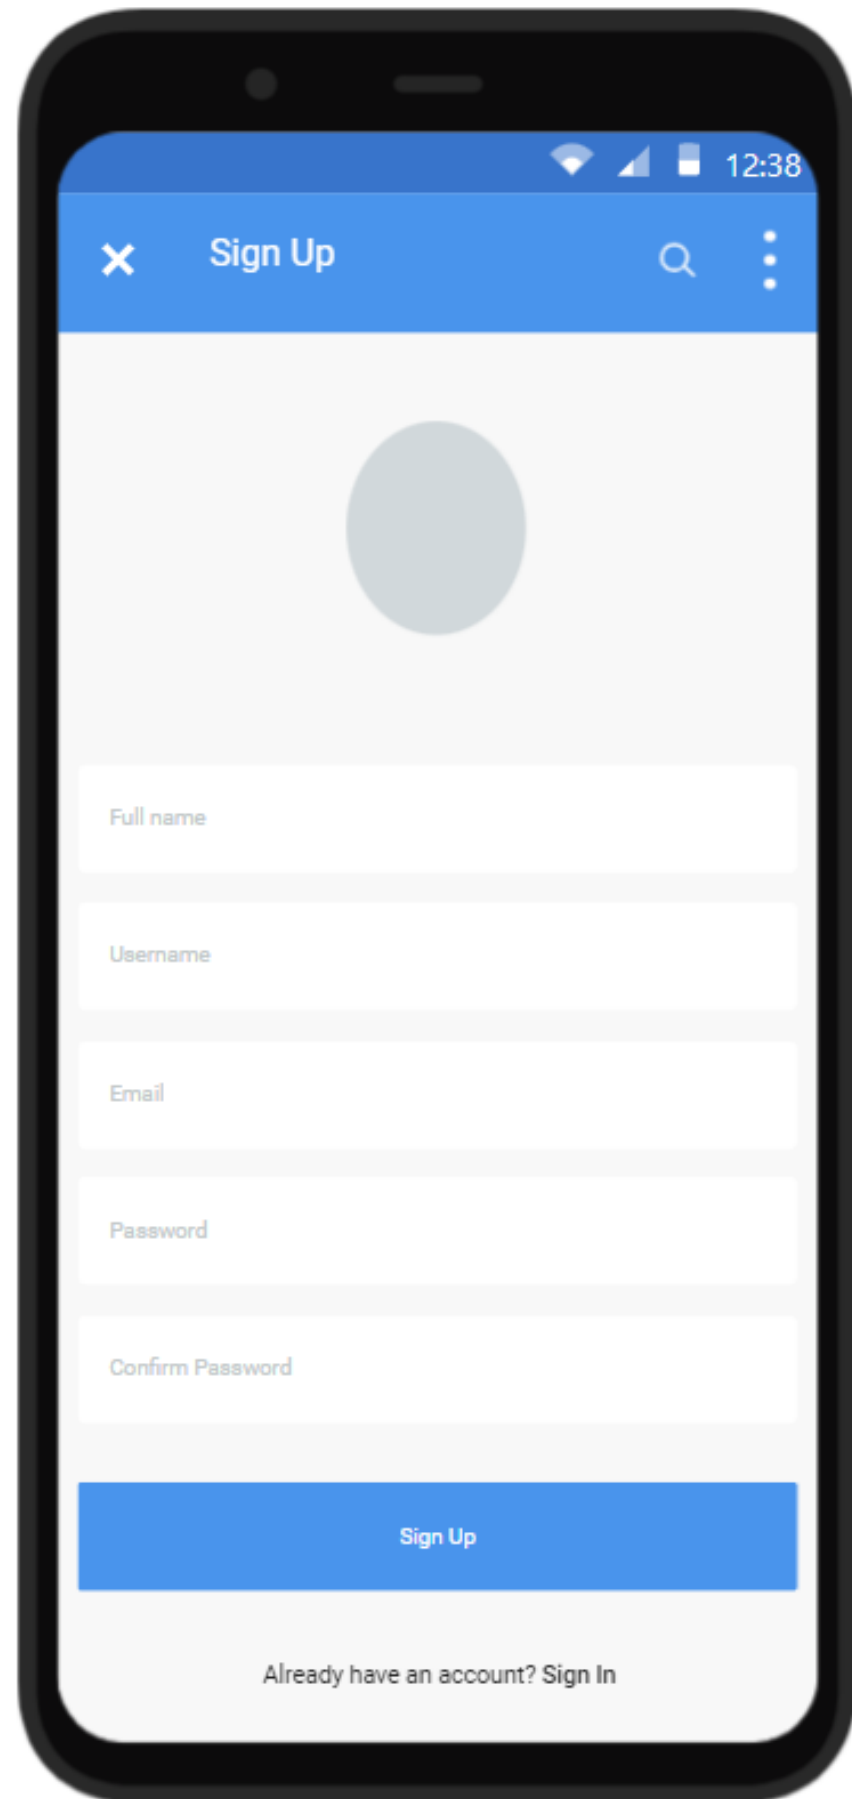 12:38
Sign Up
Full name
Username
Email
Password
Confirm Password
Sign Up
Already have an account? Sign In